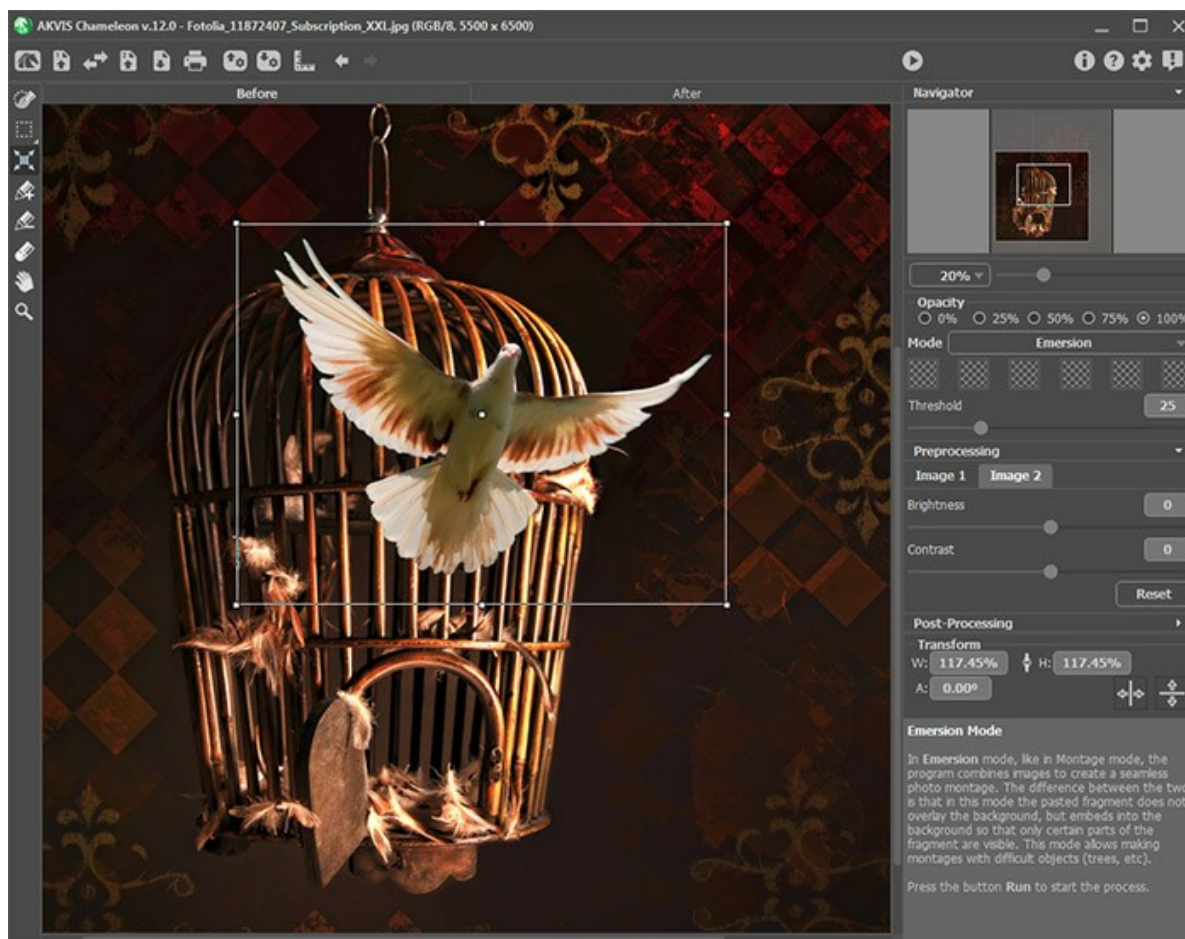 AKVIS Chameleon v.12.0 - Fotolia_11872407_Subscription_XXL.jpg (RGB/8, 5500 x 6500)
Before
After
Navigator
20%
Opacity
0% 25% 50% 75% 100%
Mode Emersion
Threshold 25
Preprocessing
Image 1 Image 2
Brightness 0
Contrast 0
Reset
Post-Processing
Transform
W: 117.45% H: 117.45%
A: 0.00º
Emersion Mode
In Emersion mode, like in Montage mode, the
program combines images to create a seamless
photo montage. The difference between the two
is that in this mode the pasted fragment does not
overlay the background, but embeds into the
background so that only certain parts of the
fragment are visible. This mode allows making
montages with difficult objects (trees, etc).
Press the button Run to start the process.